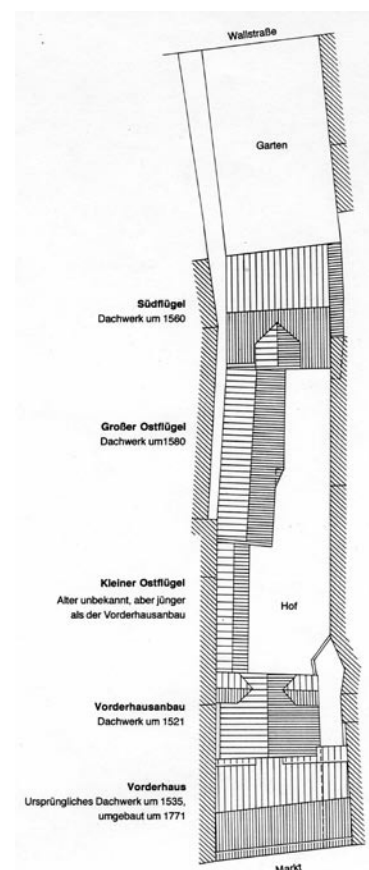 Wallstraße
Garten
Südflügel
Dachwerk um 1560
Großer Ostflügel
Dachwerk um1580
Kleiner Ostflügel
Alter unbekannt, aber jünger
als der Vorderhausanbau
Hof
Vorderhausanbau
Dachwerk um 1521
Vorderhaus
Ursprüngliches Dachwerk um 1535,
umgebaut um 1771
Markt